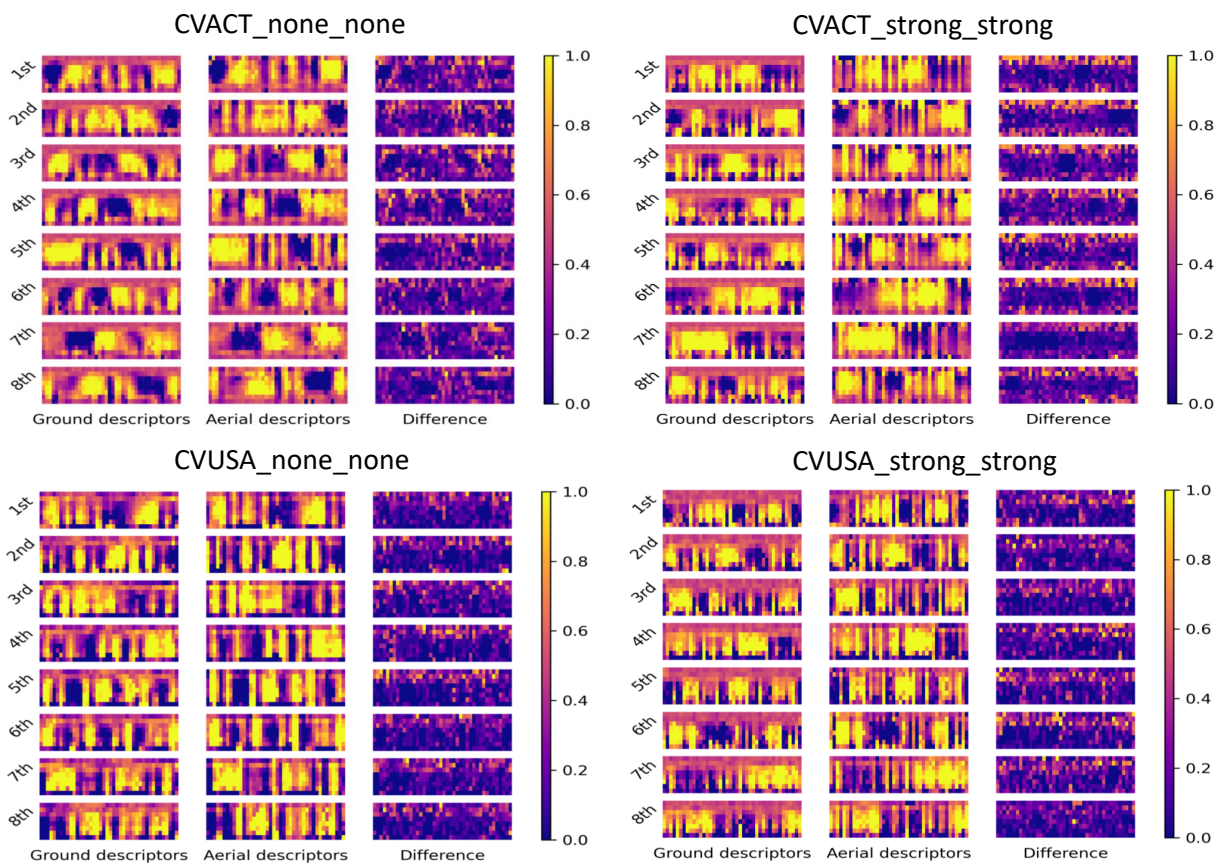 CVACT_none_none
1st
2nd
3rd
4th
5th
6th
7th
8th
Ground descriptors Aerial descriptors Difference
1.0
0.8
0.6
0.4
0.2
0.0
CVACT_strong_strong
1st
2nd
3rd
4th
5th
6th
7th
8th
Ground descriptors Aerial descriptors Difference
1.0
0.8
0.6
0.4
0.2
0.0
CVUSA_none_none
1st
2nd
3rd
4th
5th
6th
7th
8th
Ground descriptors Aerial descriptors Difference
1.0
0.8
0.6
0.4
0.2
0.0
CVUSA_strong_strong
1st
2nd
3rd
4th
5th
6th
7th
8th
Ground descriptors Aerial descriptors Difference
1.0
0.8
0.6
0.4
0.2
0.0